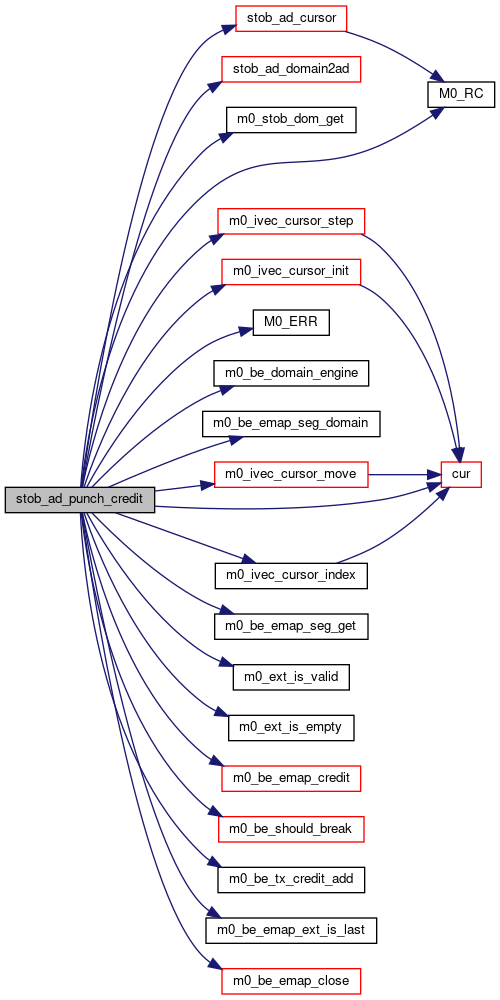 stob_ad_cursor
stob_ad_domain2ad
M0_RC
m0_stob_dom_get
m0_ivec_cursor_step
m0_ivec_cursor_init
M0_ERR
m0_be_domain_engine
m0_be_emap_seg_domain
m0_ivec_cursor_move
cur
stob_ad_punch_credit
m0_ivec_cursor_index
m0_be_emap_seg_get
m0_ext_is_valid
m0_ext_is_empty
m0_be_emap_credit
m0_be_should_break
m0_be_tx_credit_add
m0_be_emap_ext_is_last
m0_be_emap_close